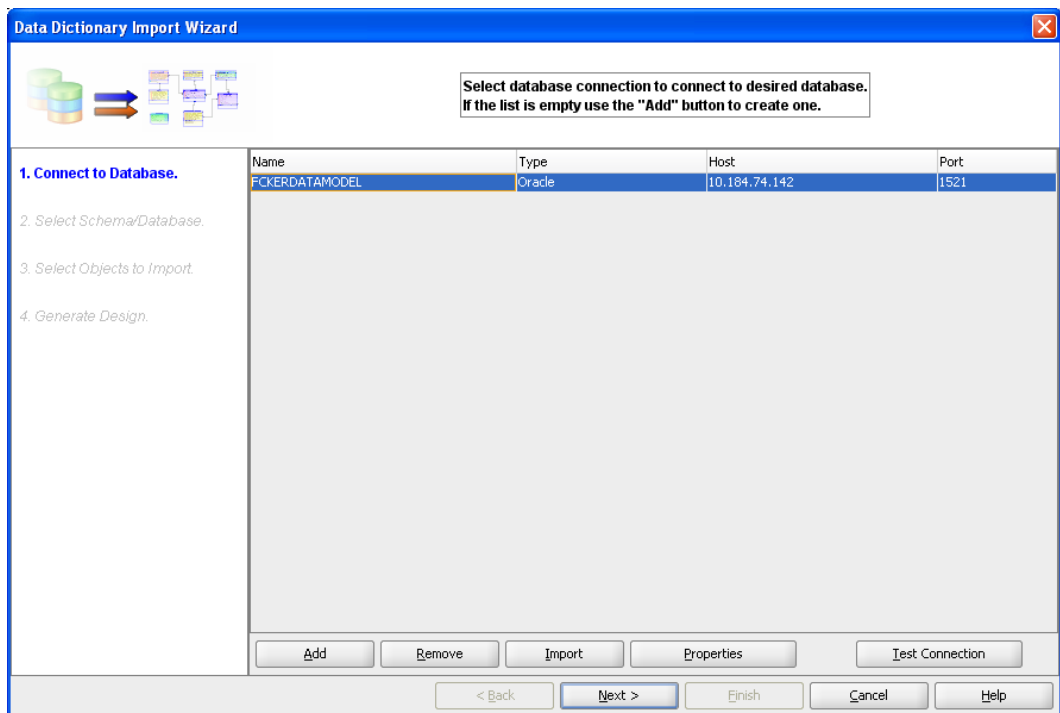 Data Dictionary Import Wizard
Select database connection to connect to desired database.
If the list is empty use the "Add" button to create one.
1. Connect to Database.
2. Select Schema/Database.
3. Select Objects to Import.
4. Generate Design.
Name Type Host Port
FCKERDATAMODEL Oracle 10.184.74.142 1521
Add Remove Import Properties Test Connection
< Back Next > Finish Cancel Help